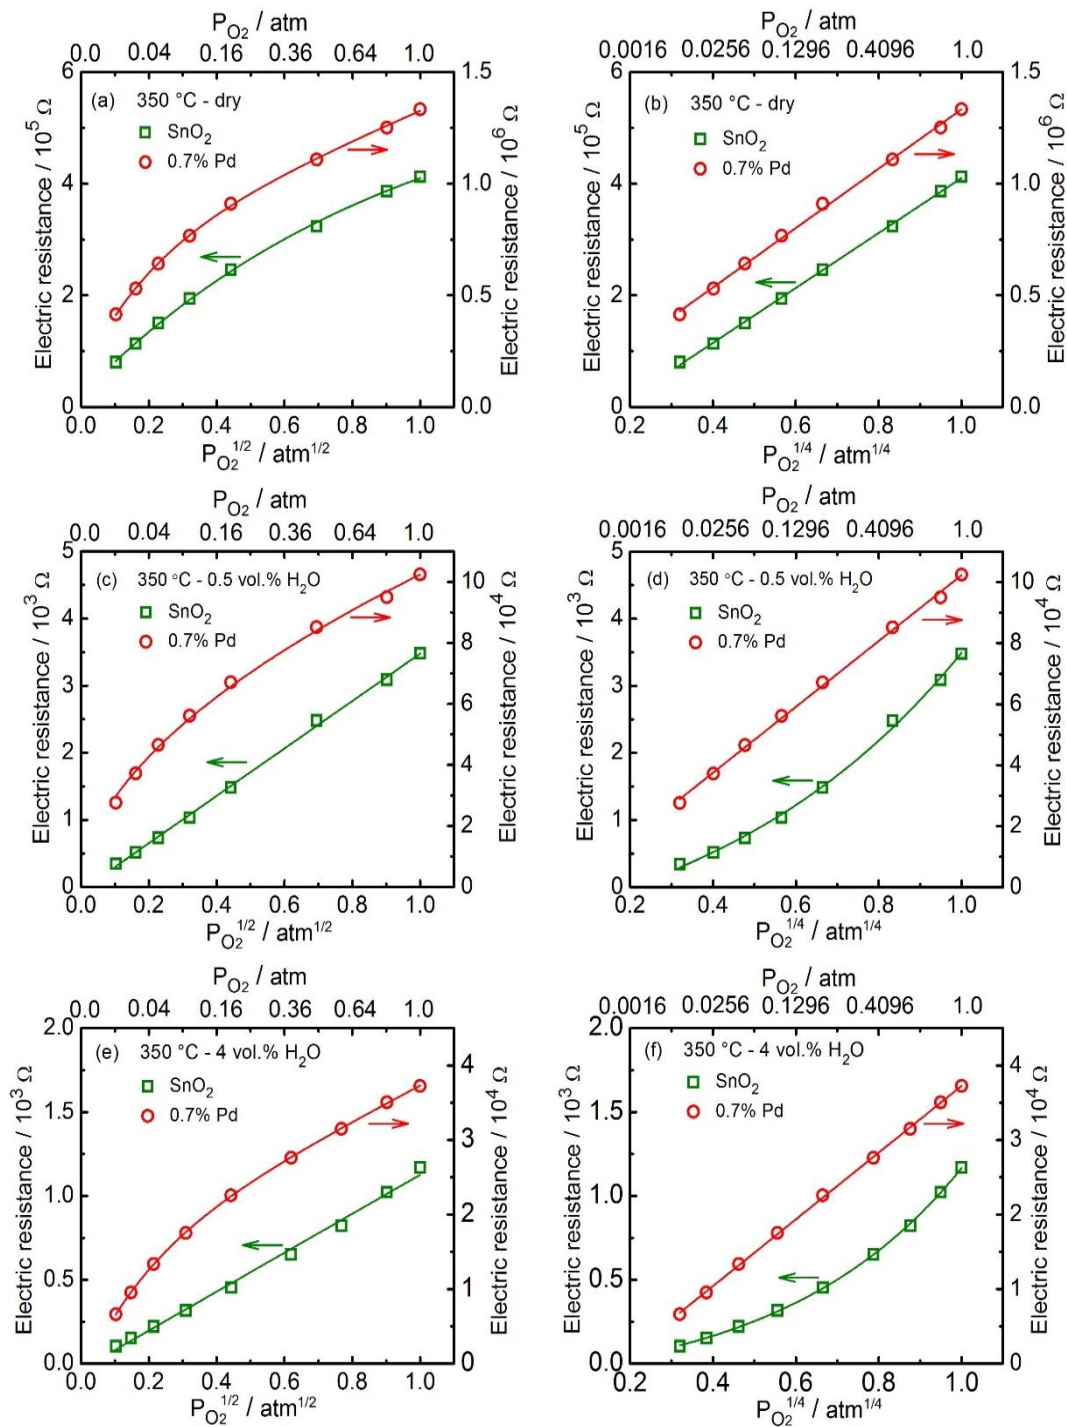 P_O2 / atm
0.0 0.04 0.16 0.36 0.64 1.0
6 1.5
(a) 350 °C - dry
SnO2
0.7% Pd
4 1.0
2 0.5
0 0.0
0.0 0.2 0.4 0.6 0.8 1.0
P_O2^1/2 / atm^1/2
Electric resistance / 10^5 Ω
Electric resistance / 10^6 Ω
P_O2 / atm
0.0016 0.0256 0.1296 0.4096 1.0
6 1.5
(b) 350 °C - dry
SnO2
0.7% Pd
4 1.0
2 0.5
0 0.0
0.2 0.4 0.6 0.8 1.0
P_O2^1/4 / atm^1/4
Electric resistance / 10^5 Ω
Electric resistance / 10^6 Ω
P_O2 / atm
0.0 0.04 0.16 0.36 0.64 1.0
5
(c) 350 °C - 0.5 vol.% H2O
10
SnO2
4
0.7% Pd
8
3
6
2
4
1
2
0 0
0.0 0.2 0.4 0.6 0.8 1.0
P_O2^1/2 / atm^1/2
Electric resistance / 10^3 Ω
Electric resistance / 10^4 Ω
P_O2 / atm
0.0016 0.0256 0.1296 0.4096 1.0
5
(d) 350 °C - 0.5 vol.% H2O
10
SnO2
4
0.7% Pd
8
3
6
2
4
1
2
0 0
0.2 0.4 0.6 0.8 1.0
P_O2^1/4 / atm^1/4
Electric resistance / 10^3 Ω
Electric resistance / 10^4 Ω
P_O2 / atm
0.0 0.04 0.16 0.36 0.64 1.0
2.0
(e) 350 °C - 4 vol.% H2O
4
SnO2
1.5
0.7% Pd
3
1.0
2
0.5
1
0.0 0
0.0 0.2 0.4 0.6 0.8 1.0
P_O2^1/2 / atm^1/2
Electric resistance / 10^3 Ω
Electric resistance / 10^4 Ω
P_O2 / atm
0.0016 0.0256 0.1296 0.4096 1.0
2.0
(f) 350 °C - 4 vol.% H2O
4
SnO2
1.5
0.7% Pd
3
1.0
2
0.5
1
0.0 0
0.2 0.4 0.6 0.8 1.0
P_O2^1/4 / atm^1/4
Electric resistance / 10^3 Ω
Electric resistance / 10^4 Ω